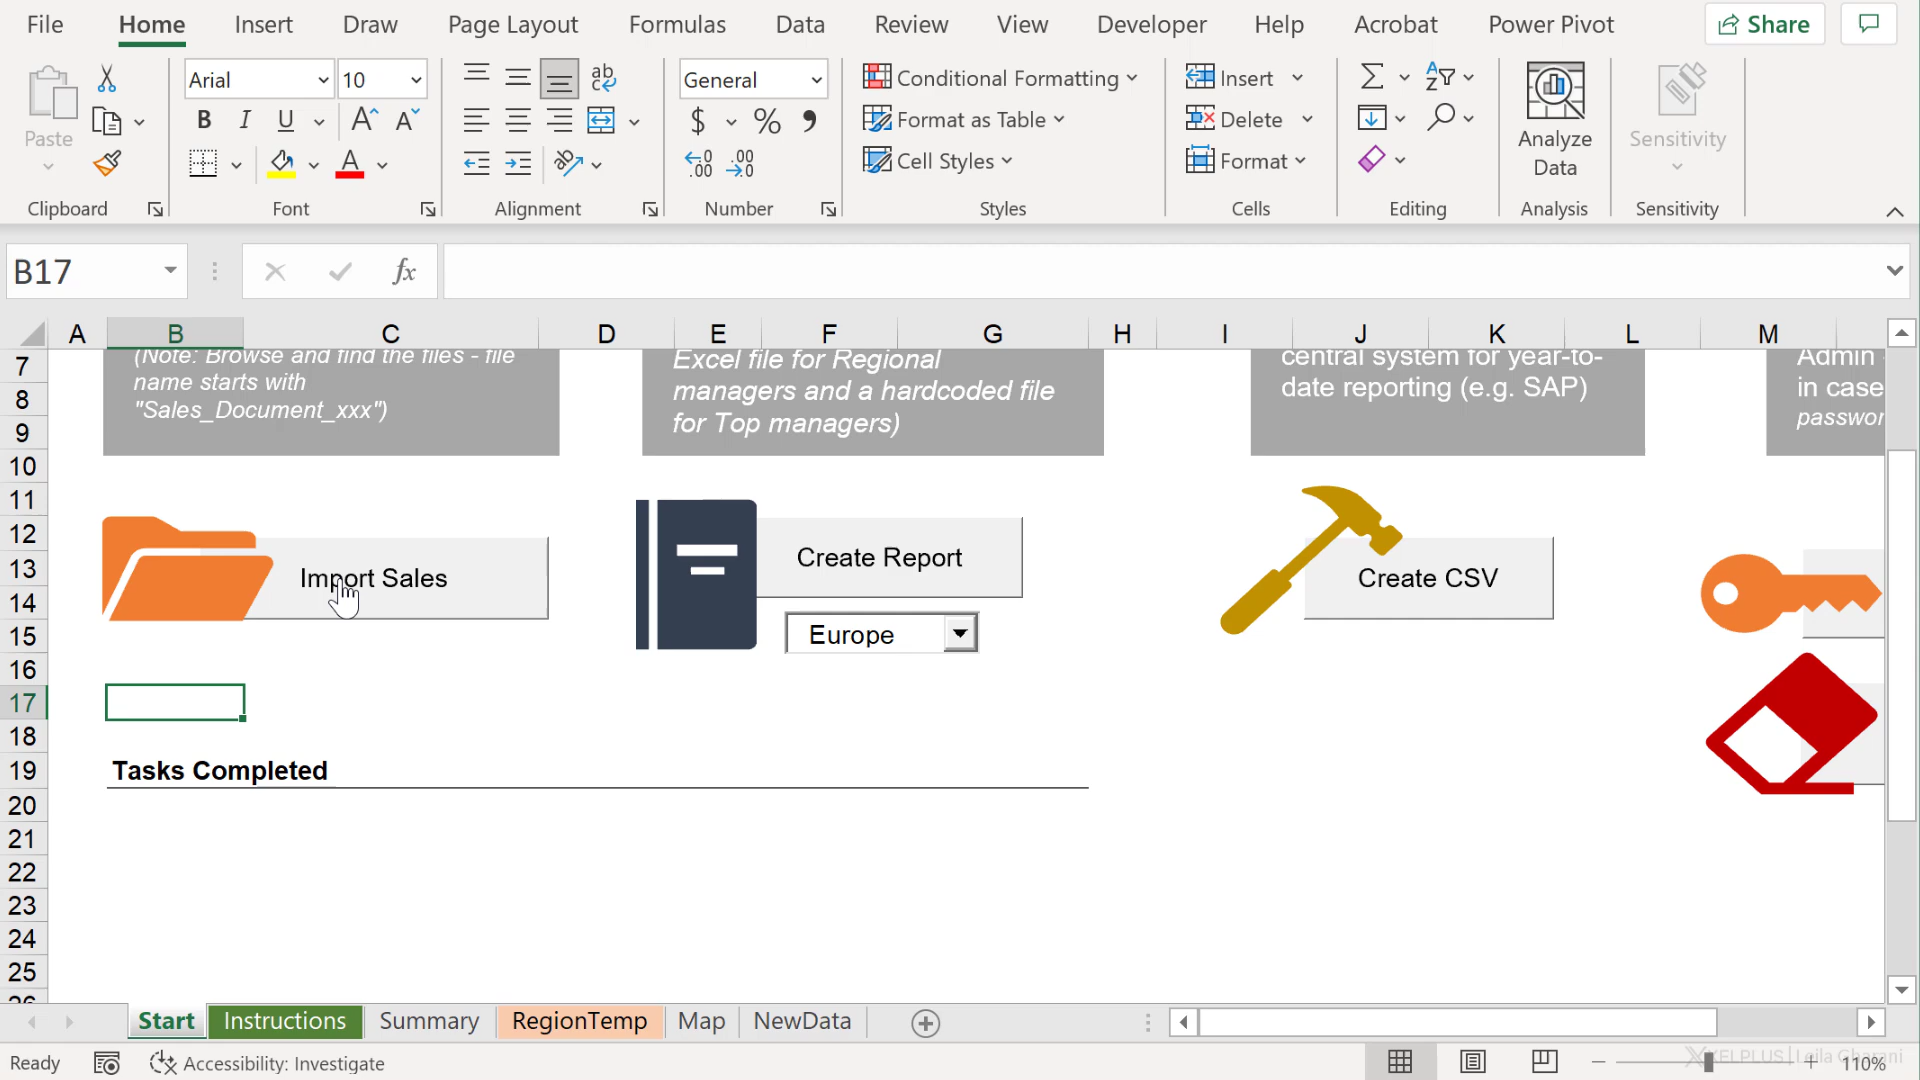 File Home Insert Draw Page Layout Formulas Data Review View Developer Help Acrobat Power Pivot Share
Arial 10 General Conditional Formatting Insert
Paste Format as Table Delete Analyze Data Sensitivity
Cell Styles Format
Clipboard Font Alignment Number Styles Cells Editing Analysis Sensitivity
B17 fx
A B C D E F G H I J K L M
7
8
9
10
11
12
13
14
15
16
17
18
19
20
21
22
23
24
25
26
(Note: Browse and find the files - file
name starts with
"Sales_Document_xxx")
Excel file for Regional
managers and a hardcoded file
for Top managers)
central system for year-to-
date reporting (e.g. SAP)
Admin
in case
passwor
Import Sales
Create Report
Europe
Create CSV
Tasks Completed
Start Instructions Summary RegionTemp Map NewData
Ready Accessibility: Investigate XELPLUS | Leila Gharani 110%